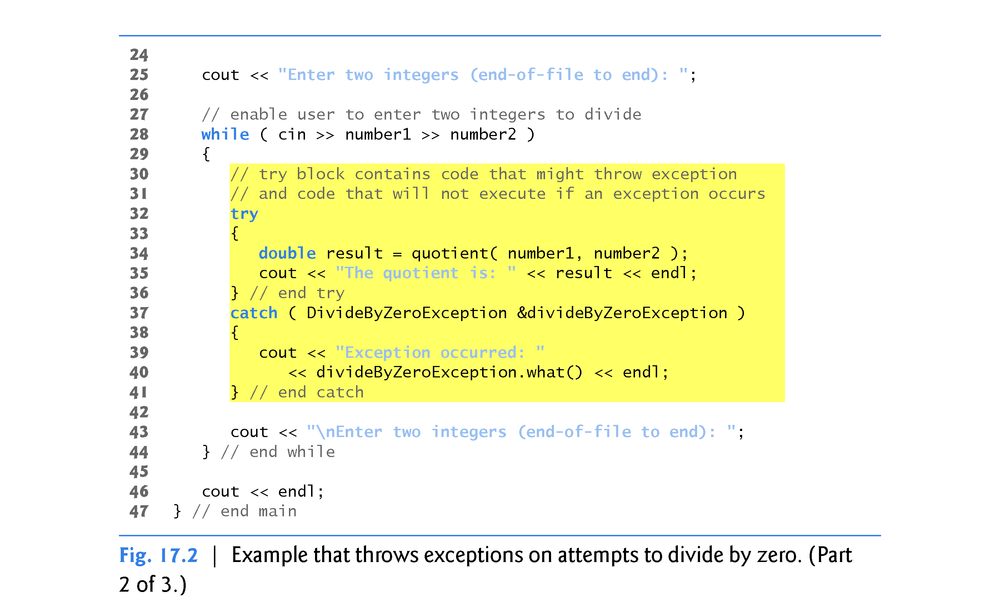 24
25 cout << "Enter two integers (end-of-file to end): ";
26
27 // enable user to enter two integers to divide
28 while ( cin >> number1 >> number2 )
29 {
30 // try block contains code that might throw exception
31 // and code that will not execute if an exception occurs
32 try
33 {
34 double result = quotient( number1, number2 );
35 cout << "The quotient is: " << result << endl;
36 } // end try
37 catch ( DivideByZeroException &divideByZeroException )
38 {
39 cout << "Exception occurred: "
40 << divideByZeroException.what() << endl;
41 } // end catch
42
43 cout << "\nEnter two integers (end-of-file to end): ";
44 } // end while
45
46 cout << endl;
47 } // end main
Fig. 17.2 | Example that throws exceptions on attempts to divide by zero. (Part
2 of 3.)